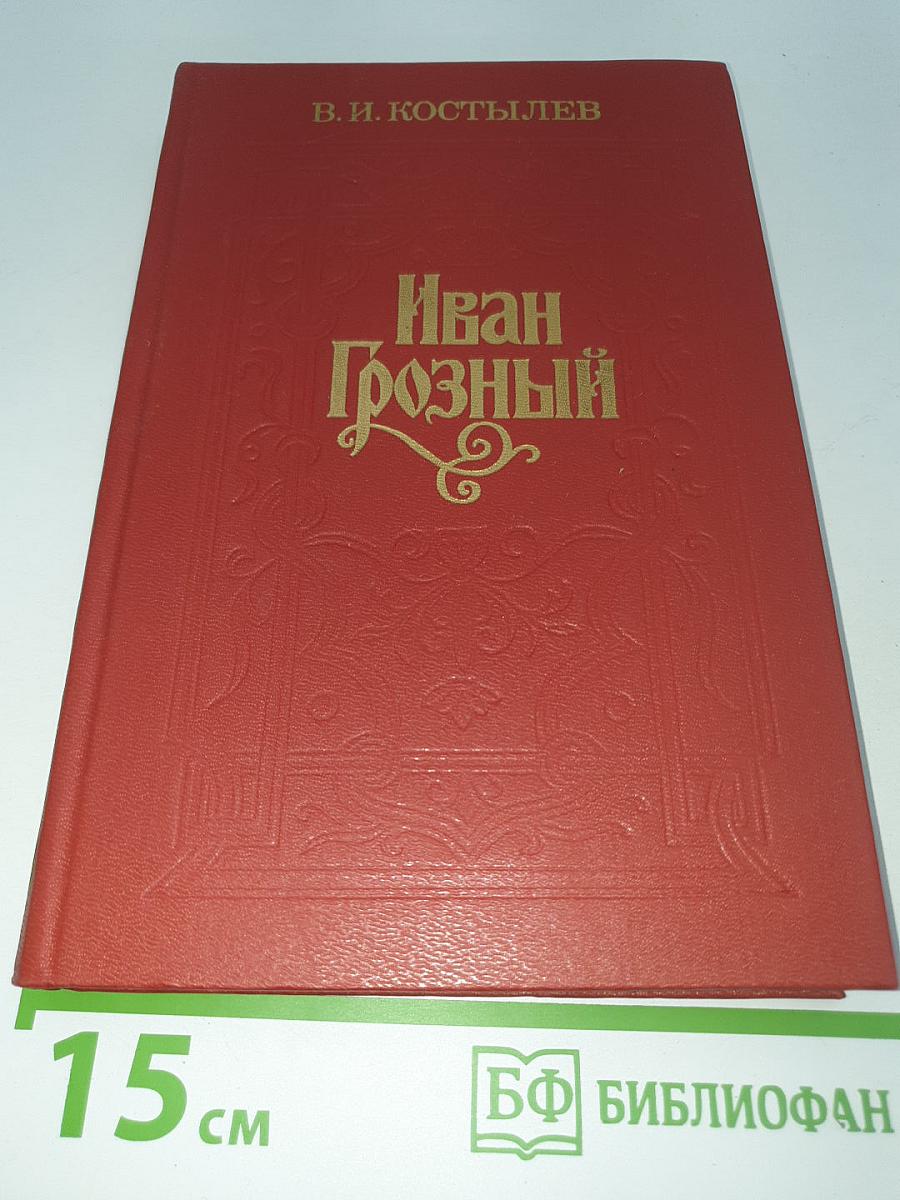 В. И. КОСТЫЛЕВ
Иван
Грозный
15 см
БФ БИБЛИОФАН